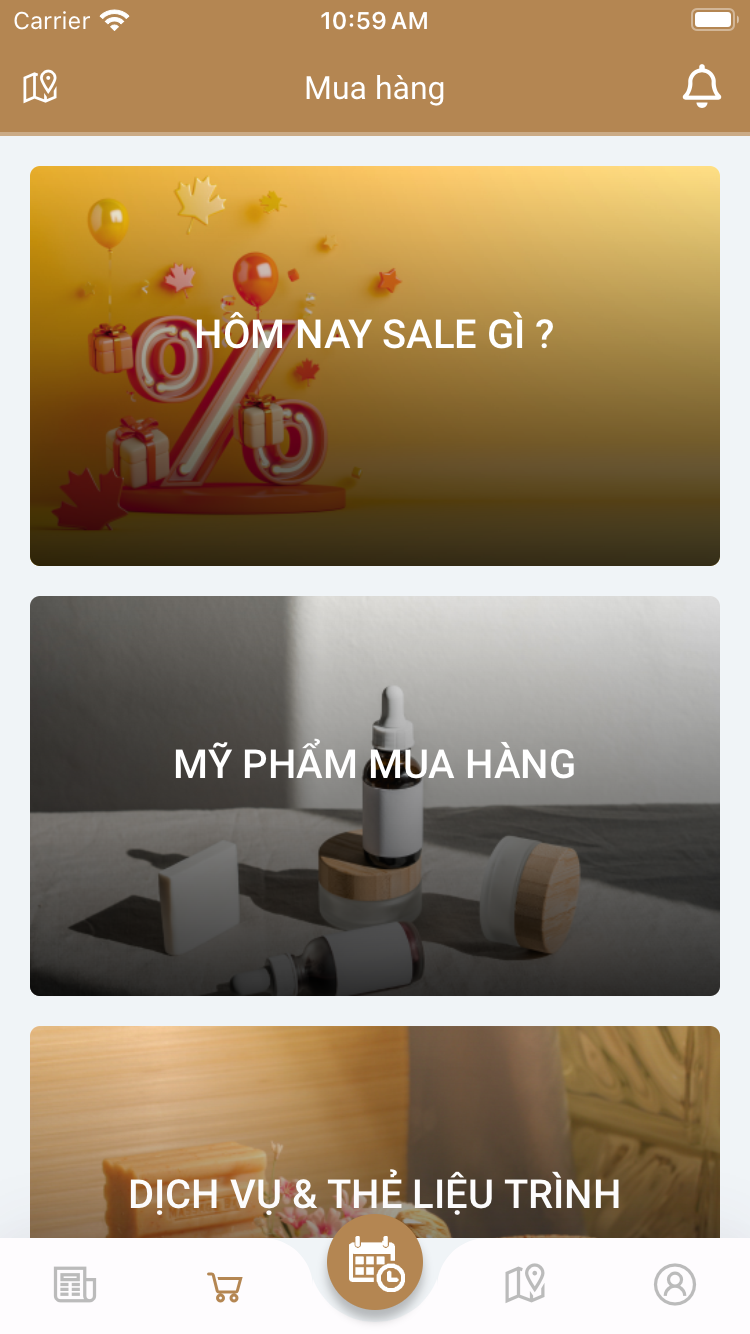 Carrier 10:59 AM
Mua hàng
HÔM NAY SALE GÌ ?
MỸ PHẨM MUA HÀNG
DỊCH VỤ & THẺ LIỆU TRÌNH